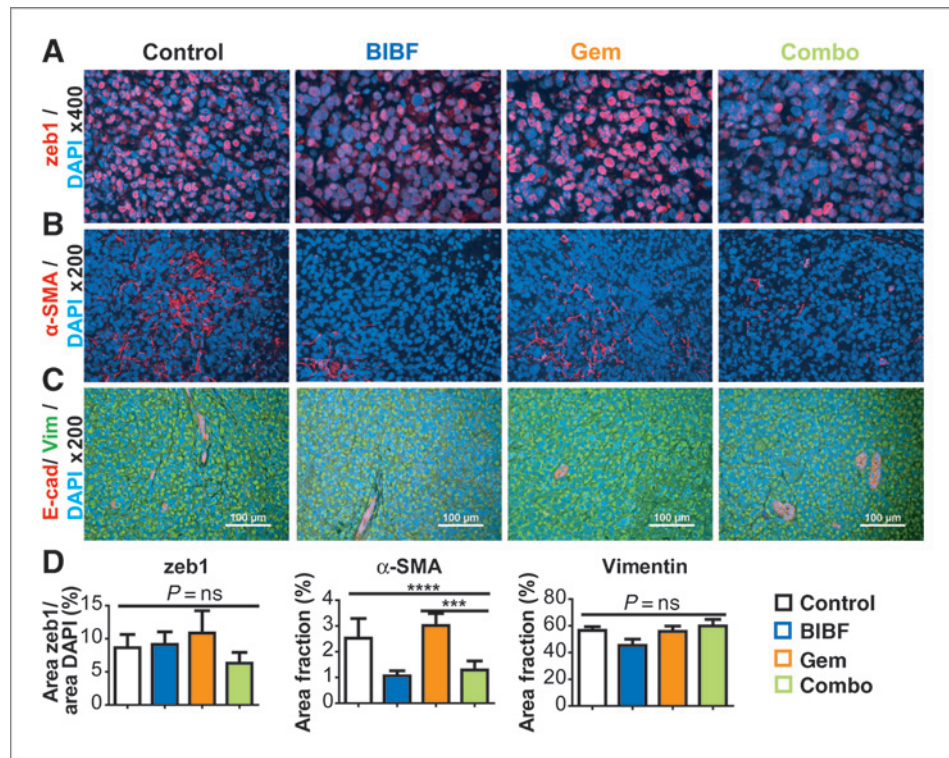 A Control BIBF Gem Combo
zeb1 /
DAPI x400
B
α-SMA /
DAPI x200
C
E-cad/ Vim /
DAPI x200
100 µm 100 µm 100 µm 100 µm
D
zeb1
Area zeb1/
area DAPI (%)
15
10
5
0
P = ns
α-SMA
Area fraction (%)
4
3
2
1
0
****
***
Vimentin
Area fraction (%)
80
60
40
20
0
P = ns
Control
BIBF
Gem
Combo